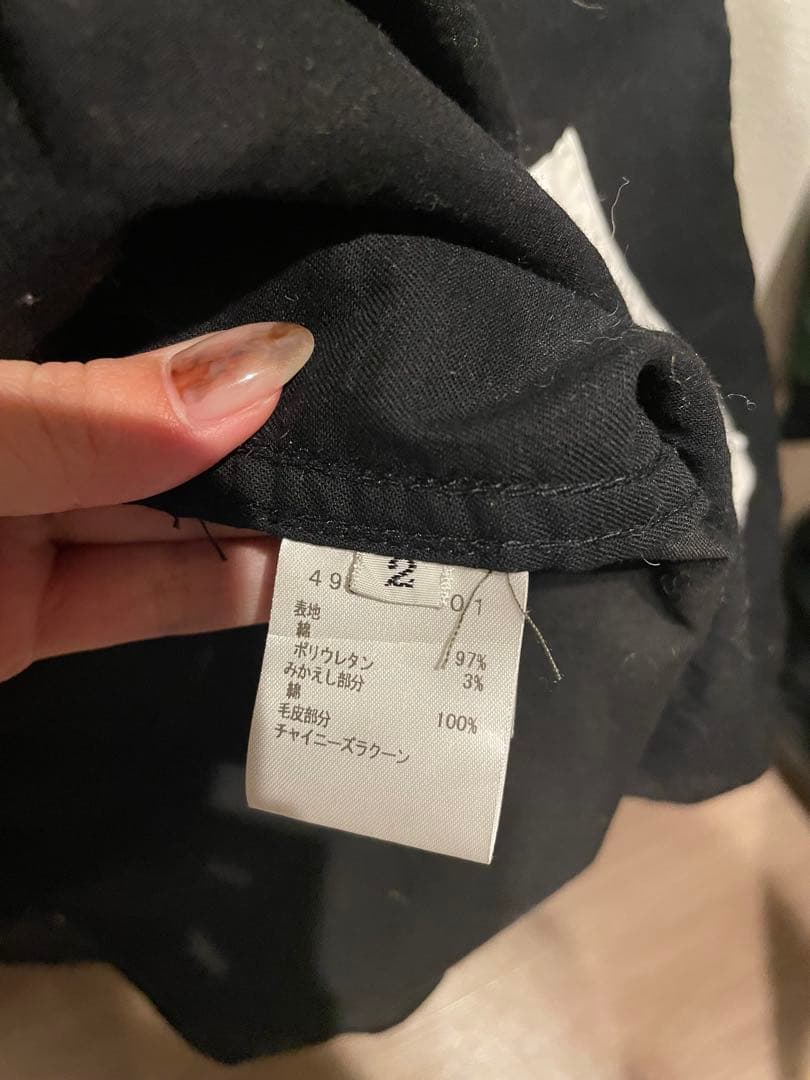 2
49 01
表地
綿 97%
ポリウレタン 3%
みかえし部分
綿 100%
毛皮部分
チャイニーズラクーン